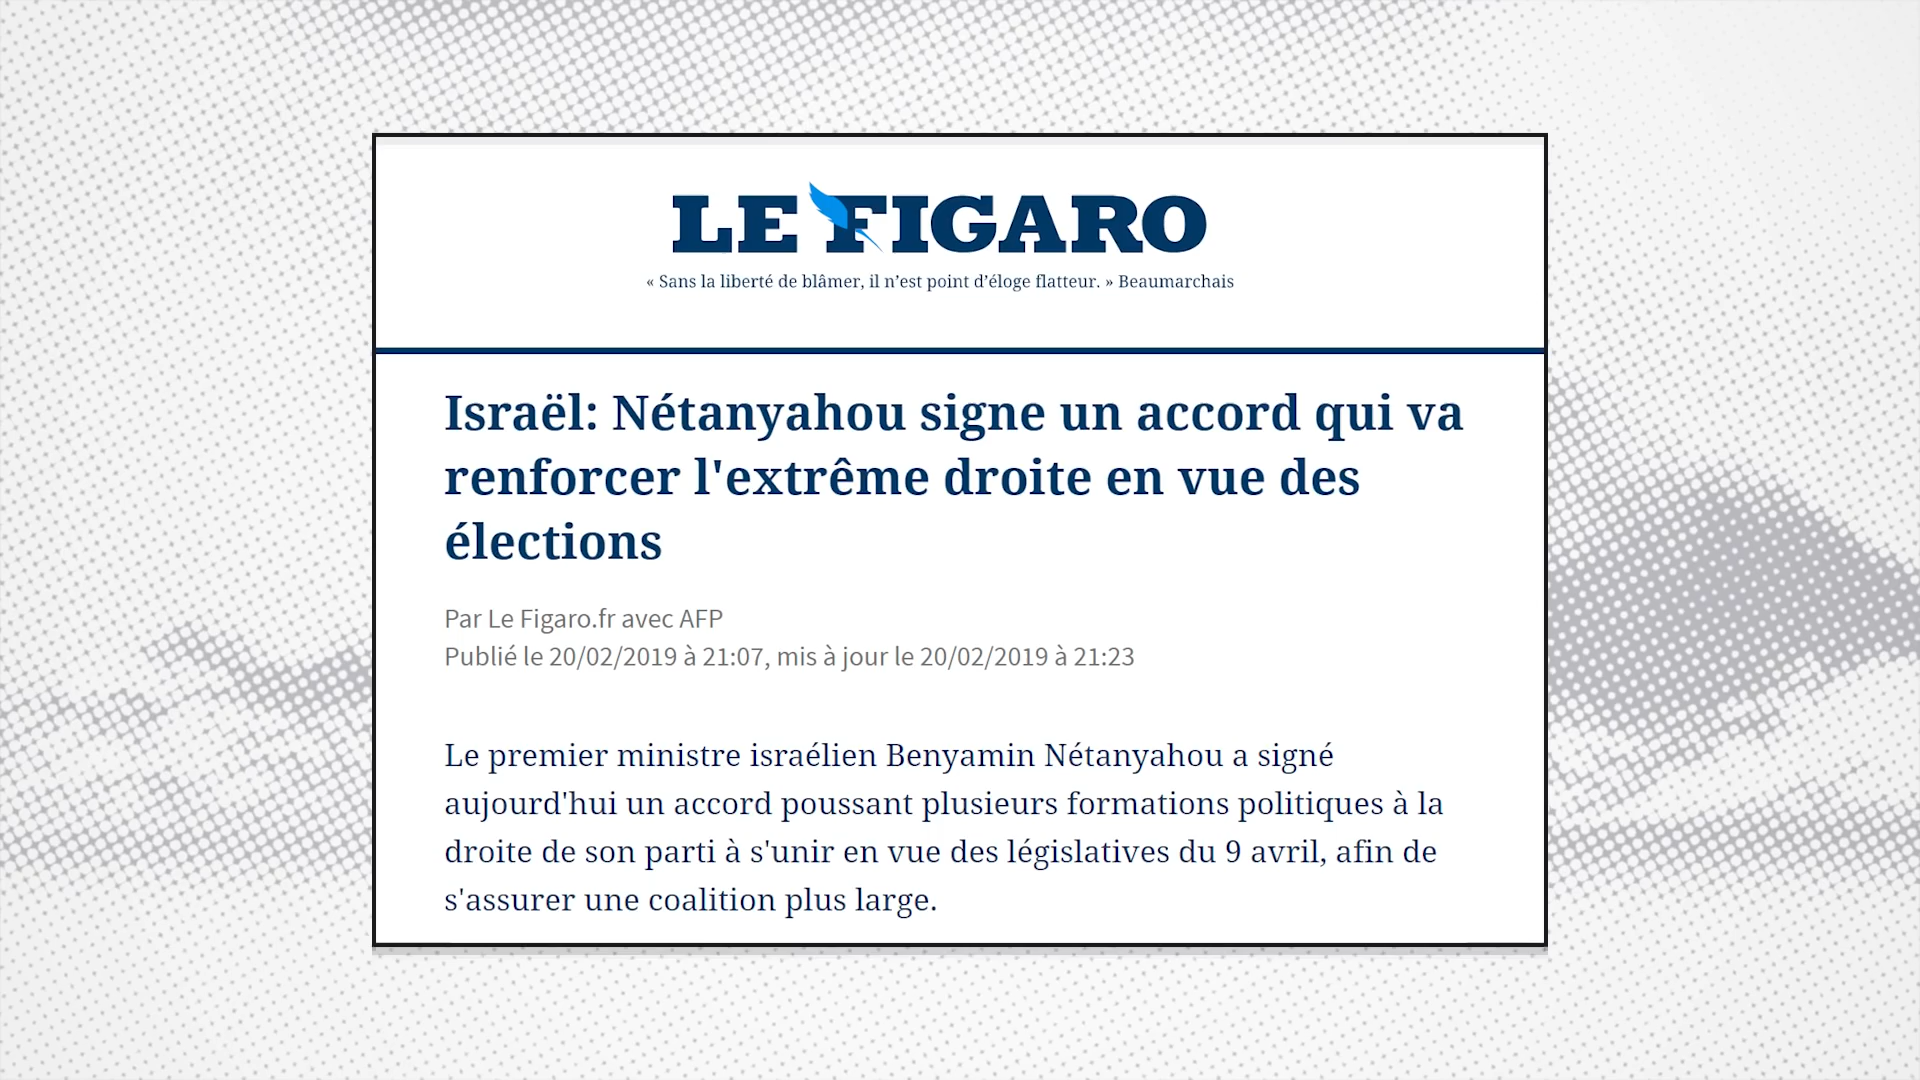 LE FIGARO
« Sans la liberté de blâmer, il n’est point d’éloge flatteur. » Beaumarchais
Israël: Nétanyahou signe un accord qui va
renforcer l'extrême droite en vue des
élections
Par Le Figaro.fr avec AFP
Publié le 20/02/2019 à 21:07, mis à jour le 20/02/2019 à 21:23
Le premier ministre israélien Benyamin Nétanyahou a signé
aujourd'hui un accord poussant plusieurs formations politiques à la
droite de son parti à s'unir en vue des législatives du 9 avril, afin de
s'assurer une coalition plus large.